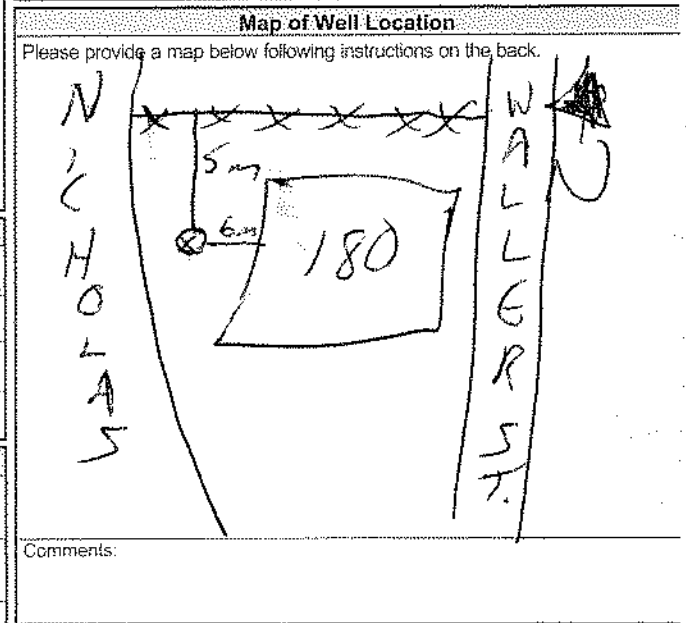 Map of Well Location
Please provide a map below following instructions on the back.
NICHOLAS
WALLER ST.
5m
6m
180
Comments: